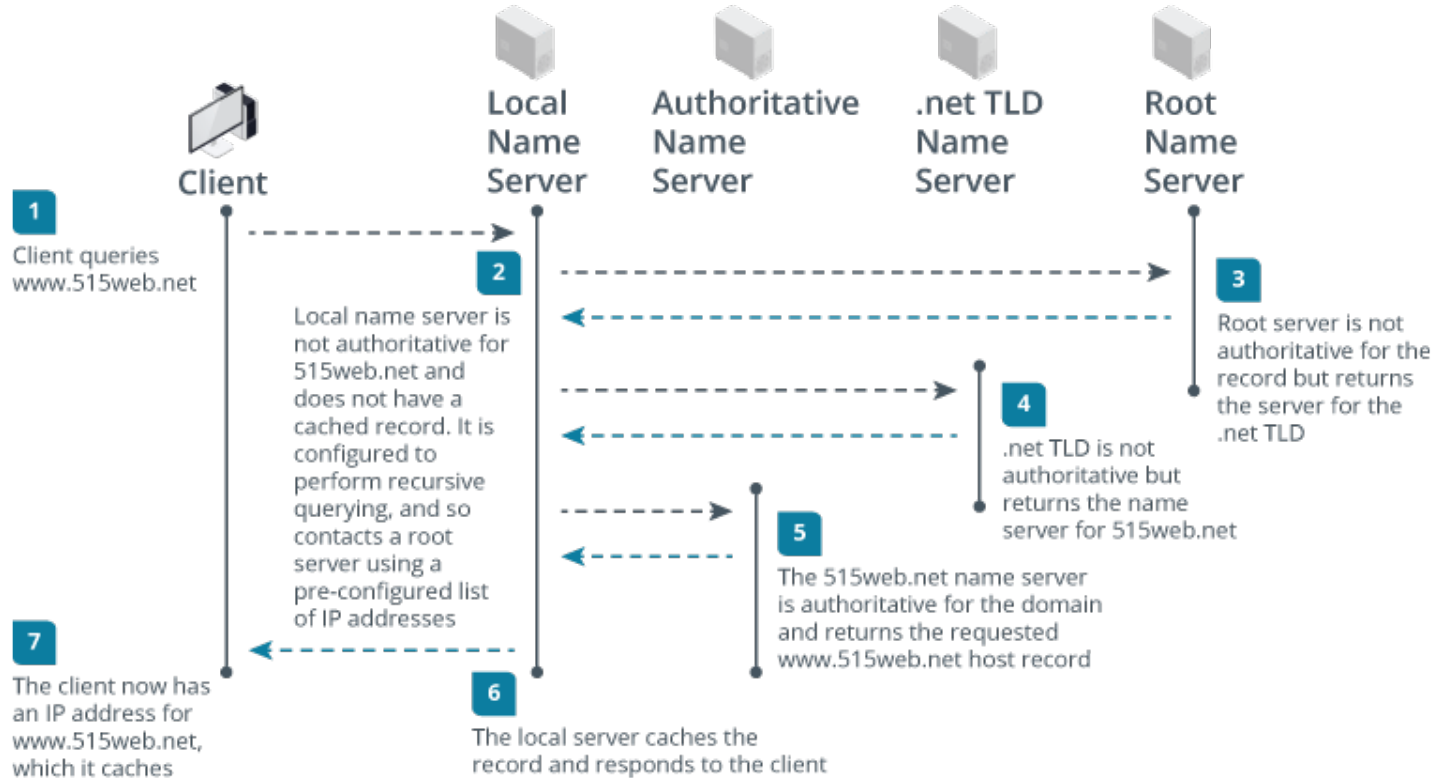 Client
Local
Name
Server
Authoritative
Name
Server
.net TLD
Name
Server
Root
Name
Server
1
Client queries
www.515web.net
2
Local name server is
not authoritative for
515web.net and
does not have a
cached record. It is
configured to
perform recursive
querying, and so
contacts a root
server using a
pre-configured list
of IP addresses
3
Root server is not
authoritative for the
record but returns
the server for the
.net TLD
4
.net TLD is not
authoritative but
returns the name
server for 515web.net
5
The 515web.net name server
is authoritative for the domain
and returns the requested
www.515web.net host record
6
The local server caches the
record and responds to the client
7
The client now has
an IP address for
www.515web.net,
which it caches